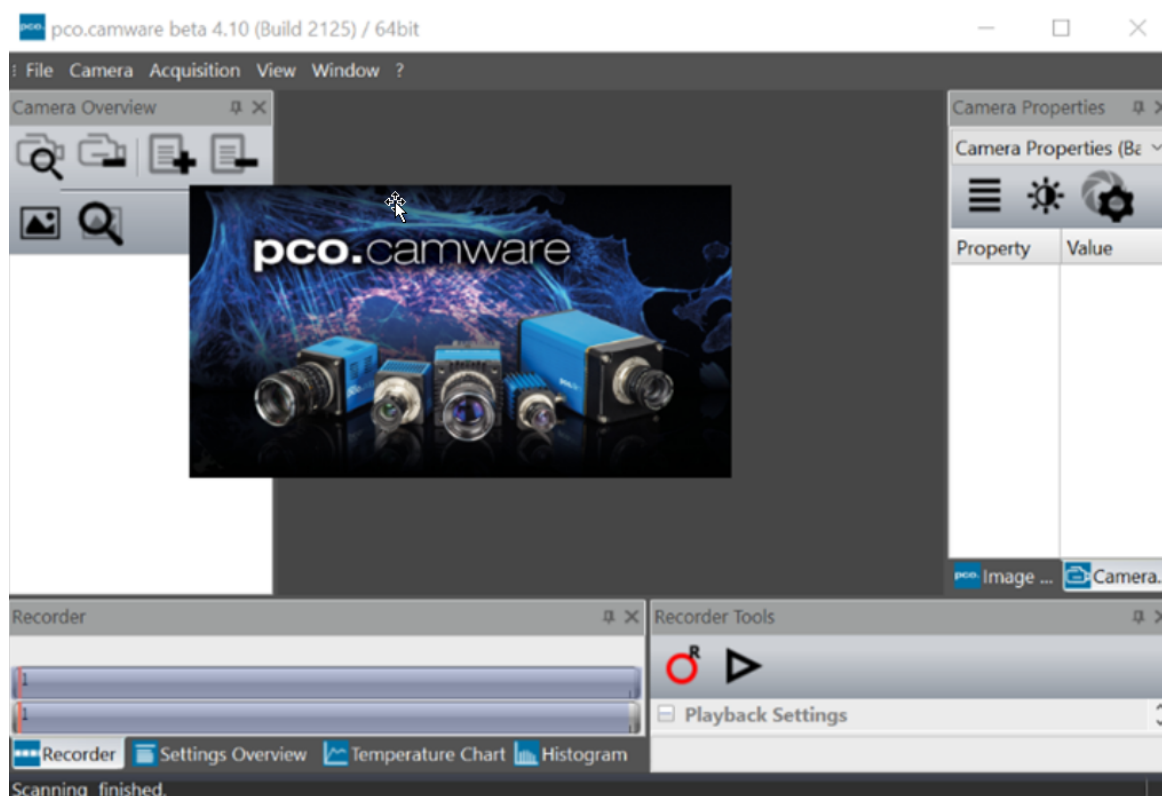 pco. pco.camware beta 4.10 (Build 2125) / 64bit
File Camera Acquisition View Window ?
Camera Overview
Camera Properties
Camera Properties (Ba
pco.camware
Property Value
pco. Image ... Camera.
Recorder
Recorder Tools
R
1
1
Playback Settings
Recorder Settings Overview Temperature Chart Histogram
Scanning finished.